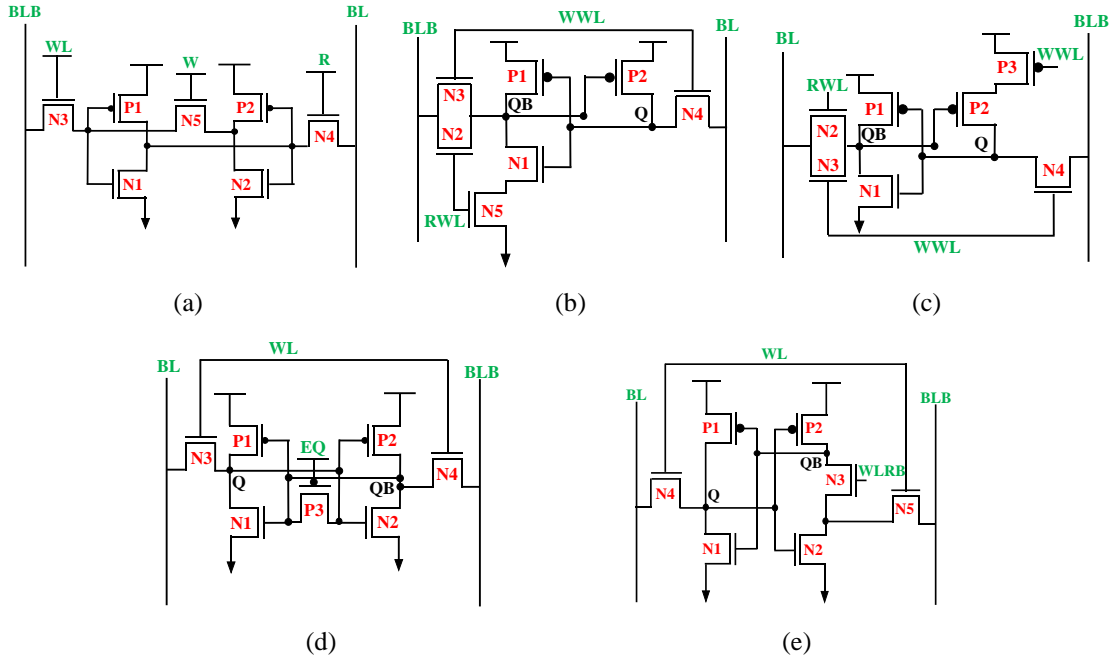 BLB
BL
WL
W
R
P1
P2
N3
N5
N4
N1
N2
(a)
BLB
WWL
BL
P1
P2
N3
QB
Q
N4
N2
N1
RWL
N5
(b)
BL
BLB
P3
WWL
RWL
P1
P2
N2
QB
Q
N3
N4
N1
WWL
(c)
WL
BL
BLB
P1
P2
N3
EQ
N4
Q
QB
P3
N1
N2
(d)
WL
BL
BLB
P1
P2
QB
N3
WLRB
N4
Q
N5
N1
N2
(e)